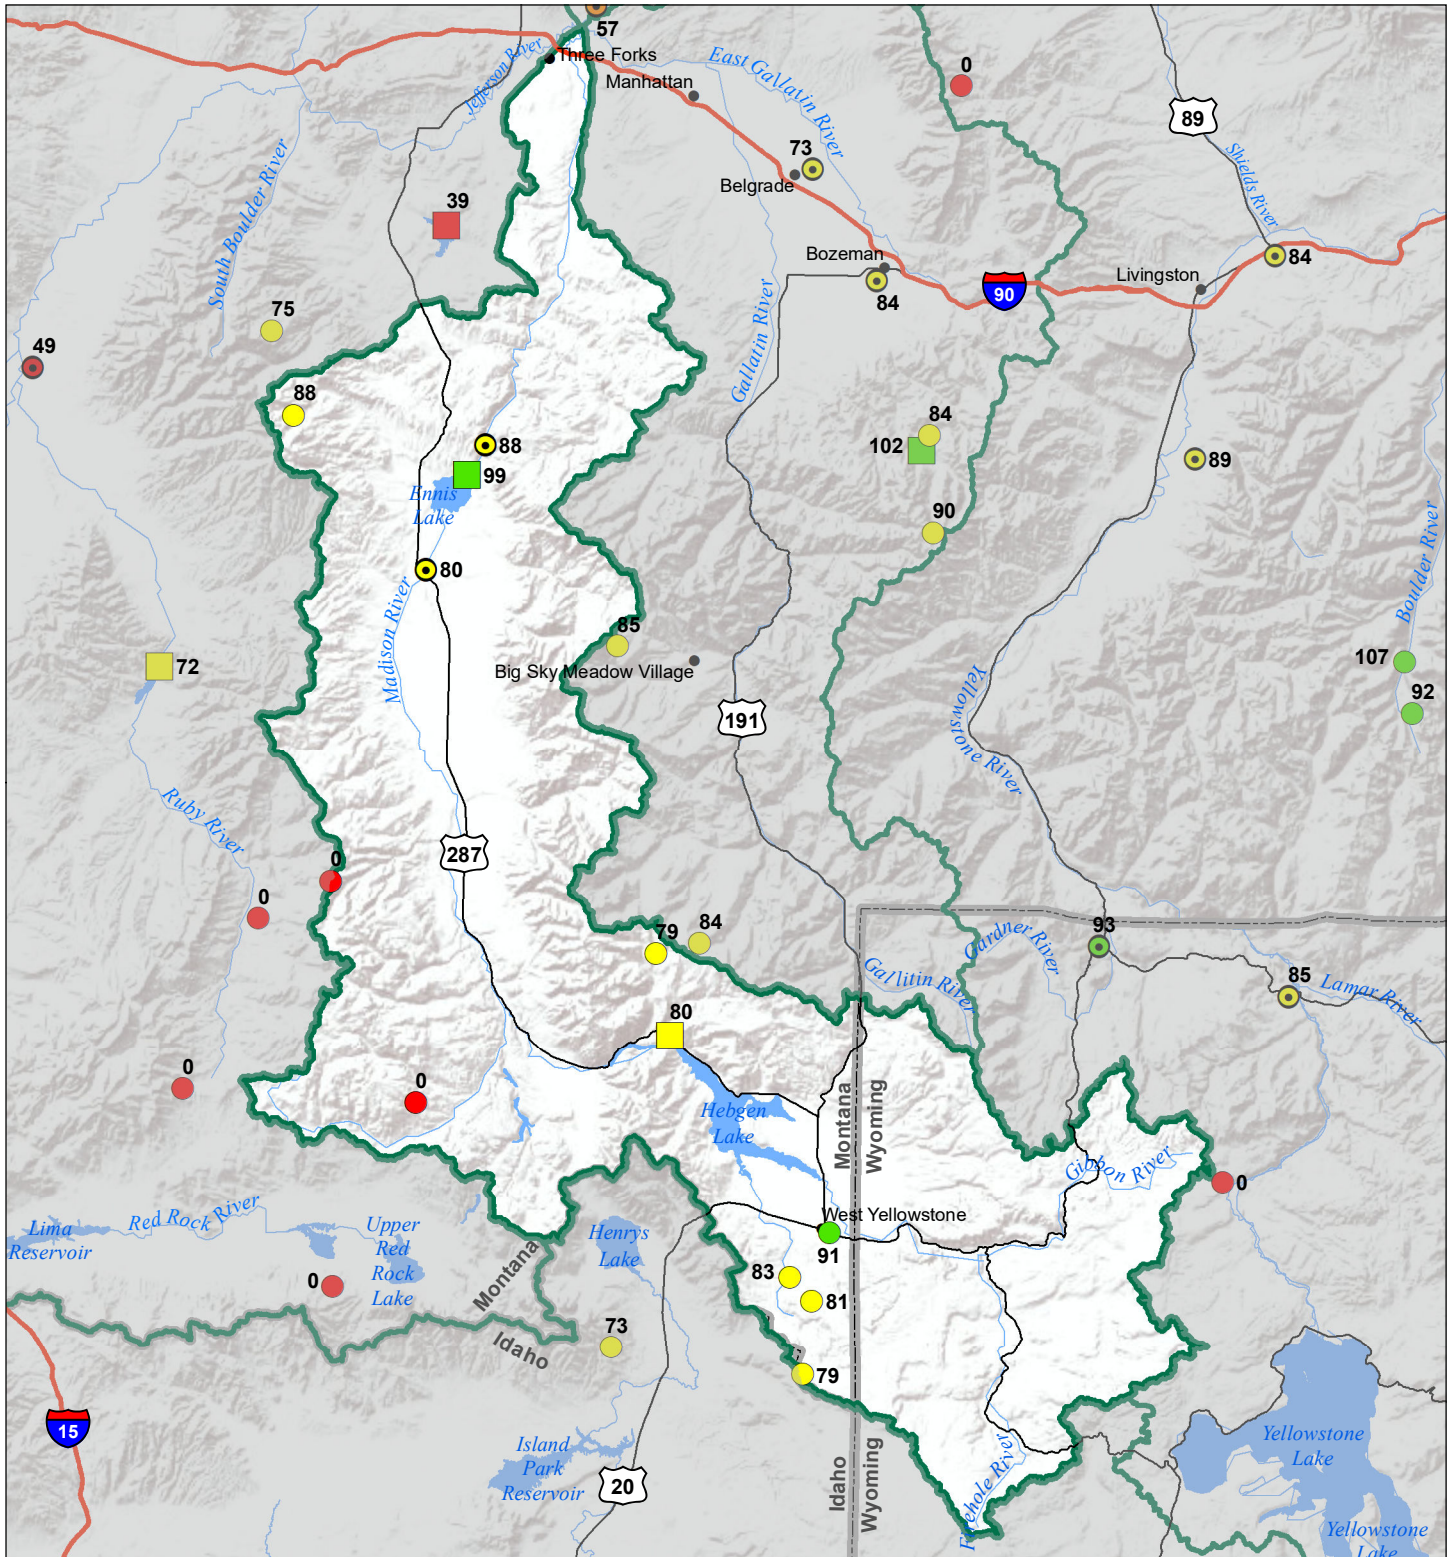 57
Three Forks
Jefferson River
Manhattan
East Gallatin River
0
89
Shields River
73
Belgrade
39
South Boulder River
Bozeman
84
90
Livingston
84
75
Gallatin River
49
88
88
84
102
89
99
Ennis
Lake
90
Boulder River
80
Madison River
85
Big Sky Meadow Village
72
107
92
191
Yellowstone River
Ruby River
287
0
0
79
84
93
Gardner River
Gallitin River
85
Lamar River
80
0
0
Hebgen
Lake
Montana
Wyoming
Gibbon River
0
West Yellowstone
91
Lima
Reservoir
Red Rock River
Upper
Red
Rock
Lake
Henrys
Lake
Montana
Idaho
0
83
81
73
79
15
Island
Park
Reservoir
20
Idaho
Wyoming
Firehole River
Yellowstone
Lake
Yellowstone
Lake